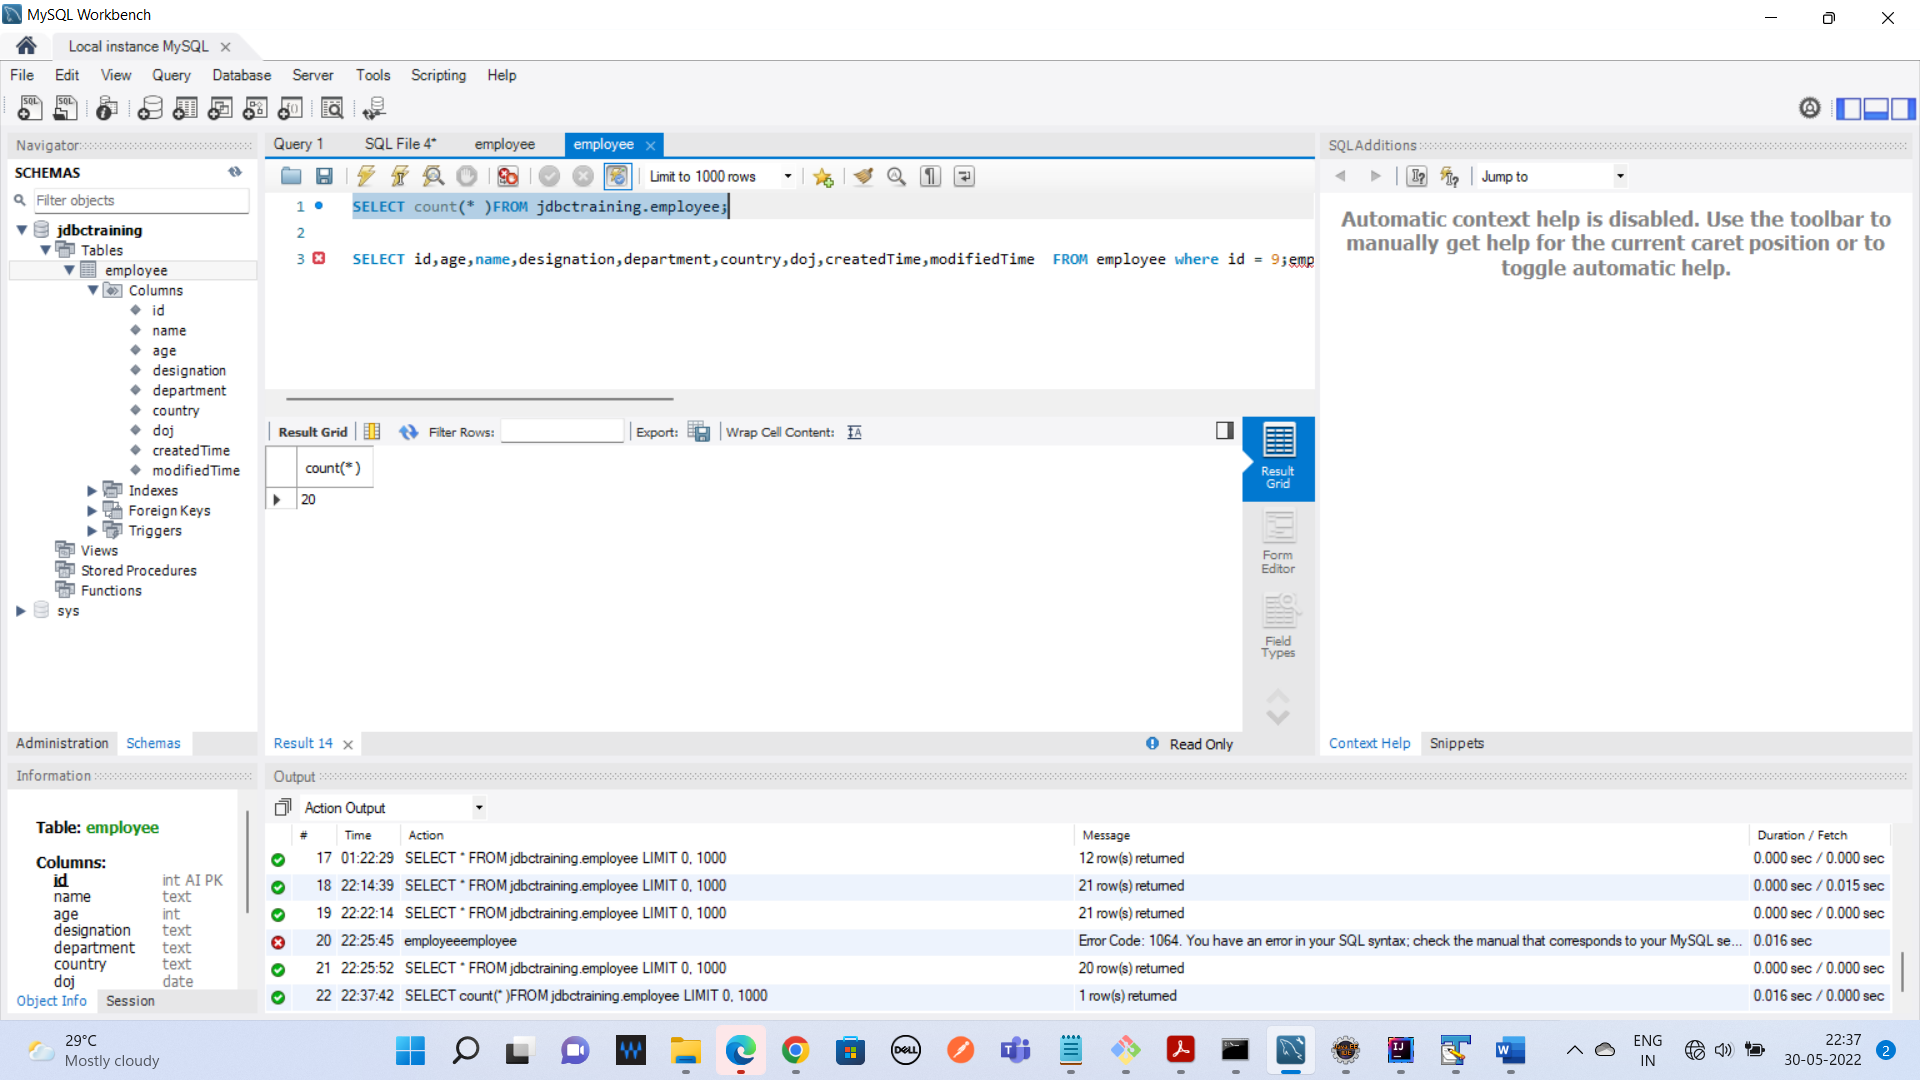 MySQL Workbench
Local instance MySQL
File Edit View Query Database Server Tools Scripting Help
Navigator
SCHEMAS
Filter objects
jdbctraining
Tables
employee
Columns
id
name
age
designation
department
country
doj
createdTime
modifiedTime
Indexes
Foreign Keys
Triggers
Views
Stored Procedures
Functions
sys
Administration Schemas
Query 1 SQL File 4* employee employee
Limit to 1000 rows
1 SELECT count(* )FROM jdbctraining.employee;
2
3 SELECT id,age,name,designation,department,country,doj,createdTime,modifiedTime FROM employee where id = 9;emp
Result Grid Filter Rows: Export: Wrap Cell Content:
count(* )
20
Result Grid
Form Editor
Field Types
Result 14 Read Only
SQLAdditions
Jump to
Automatic context help is disabled. Use the toolbar to
manually get help for the current caret position or to
toggle automatic help.
Context Help Snippets
Information
Table: employee
Columns:
id int AI PK
name text
age int
designation text
department text
country text
doj date
Object Info Session
Output
Action Output
# Time Action Message Duration / Fetch
17 01:22:29 SELECT * FROM jdbctraining.employee LIMIT 0, 1000 12 row(s) returned 0.000 sec / 0.000 sec
18 22:14:39 SELECT * FROM jdbctraining.employee LIMIT 0, 1000 21 row(s) returned 0.000 sec / 0.015 sec
19 22:22:14 SELECT * FROM jdbctraining.employee LIMIT 0, 1000 21 row(s) returned 0.000 sec / 0.000 sec
20 22:25:45 employeeemployee Error Code: 1064. You have an error in your SQL syntax; check the manual that corresponds to your MySQL se... 0.016 sec
21 22:25:52 SELECT * FROM jdbctraining.employee LIMIT 0, 1000 20 row(s) returned 0.000 sec / 0.000 sec
22 22:37:42 SELECT count(* )FROM jdbctraining.employee LIMIT 0, 1000 1 row(s) returned 0.016 sec / 0.000 sec
29°C
Mostly cloudy
DELL
ENG
IN
22:37
30-05-2022
2